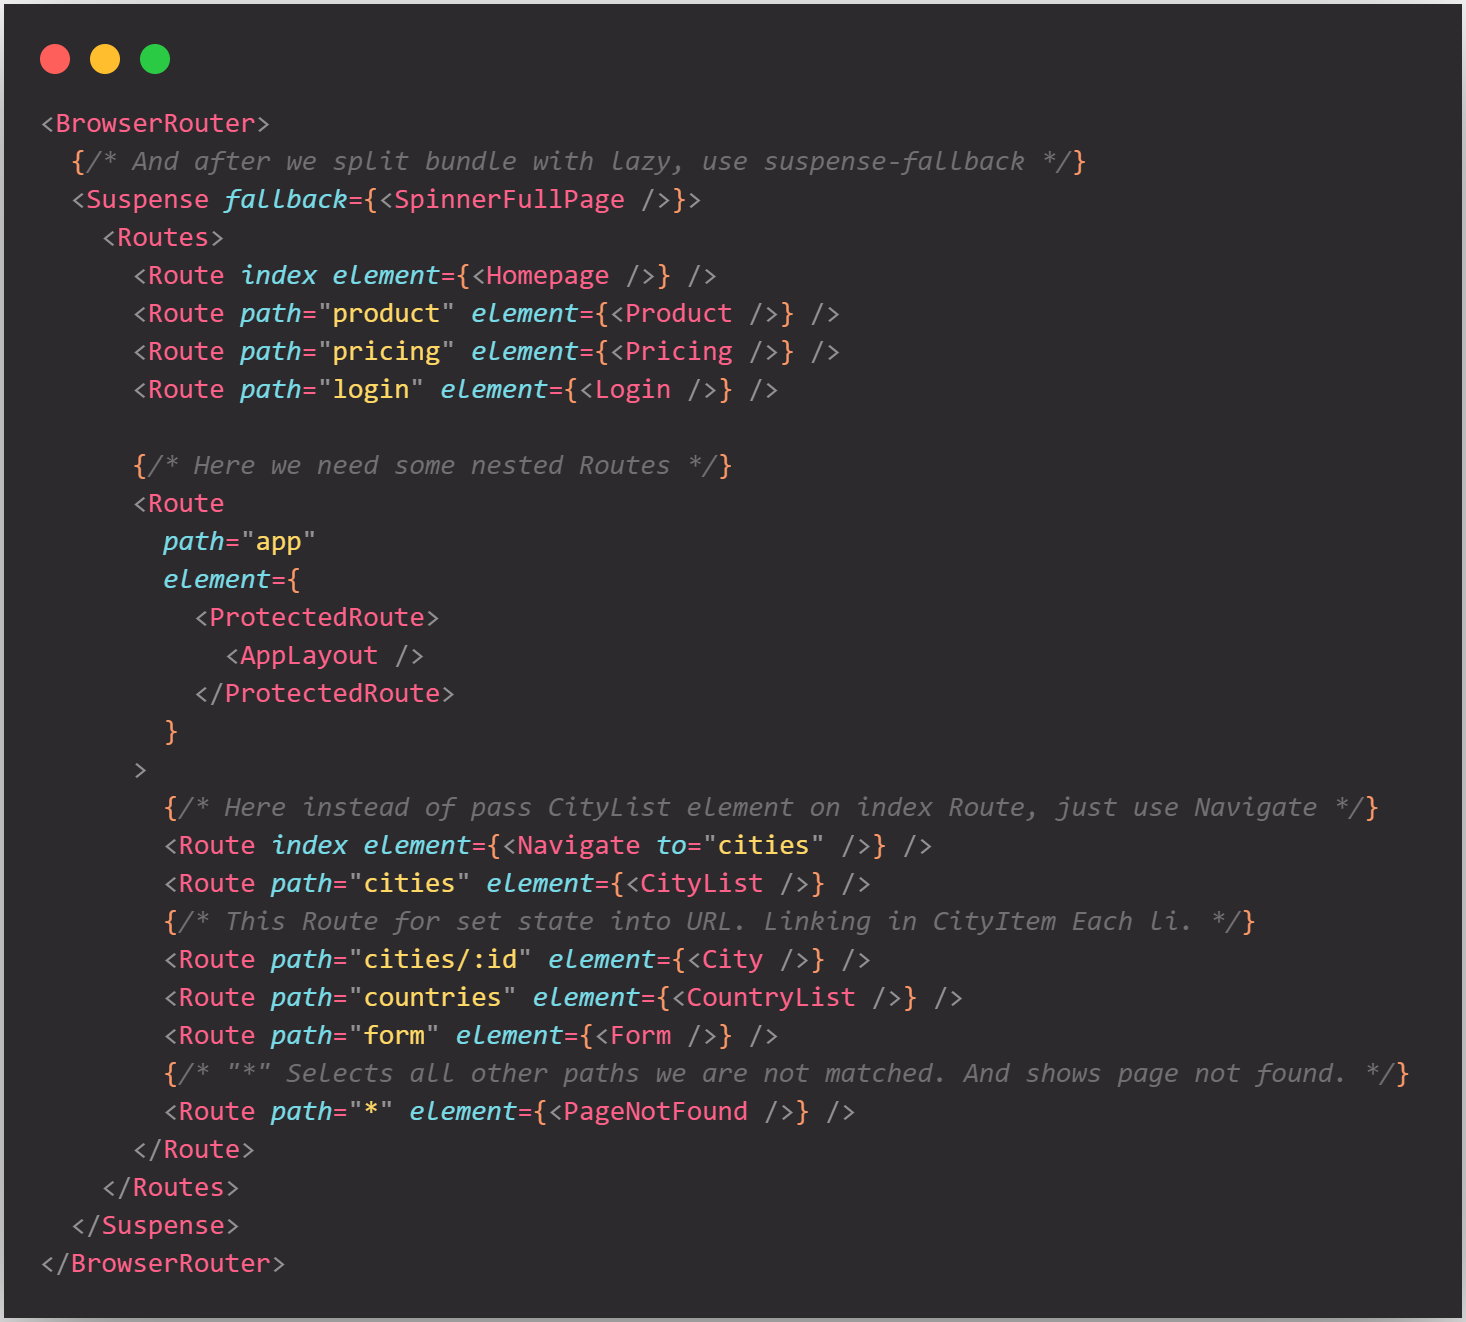 <BrowserRouter>
{/* And after we split bundle with lazy, use suspense-fallback */}
<Suspense fallback={<SpinnerFullPage />}>
<Routes>
<Route index element={<Homepage />} />
<Route path="product" element={<Product />} />
<Route path="pricing" element={<Pricing />} />
<Route path="login" element={<Login />} />
{/* Here we need some nested Routes */}
<Route
path="app"
element={
<ProtectedRoute>
<AppLayout />
</ProtectedRoute>
}
>
{/* Here instead of pass CityList element on index Route, just use Navigate */}
<Route index element={<Navigate to="cities" />} />
<Route path="cities" element={<CityList />} />
{/* This Route for set state into URL. Linking in CityItem Each li. */}
<Route path="cities/:id" element={<City />} />
<Route path="countries" element={<CountryList />} />
<Route path="form" element={<Form />} />
{/* "*" Selects all other paths we are not matched. And shows page not found. */}
<Route path="*" element={<PageNotFound />} />
</Route>
</Routes>
</Suspense>
</BrowserRouter>